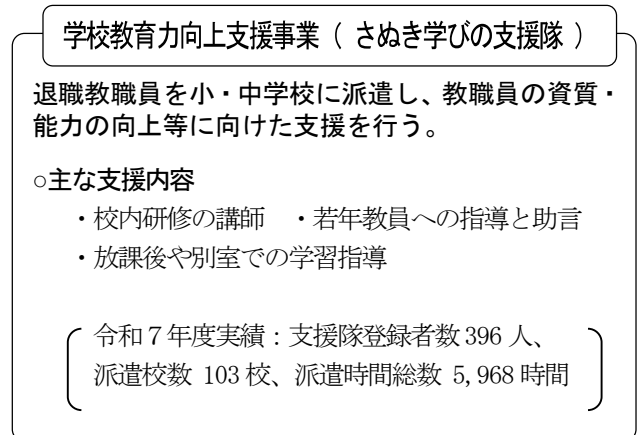 学校教育力向上支援事業（ さぬき学びの支援隊 ）
退職教職員を小・中学校に派遣し、教職員の資質・
能力の向上等に向けた支援を行う。
○主な支援内容
・校内研修の講師　・若年教員への指導と助言
・放課後や別室での学習指導
令和７年度実績：支援隊登録者数 396 人、
派遣校数 103 校、派遣時間総数 5,968 時間